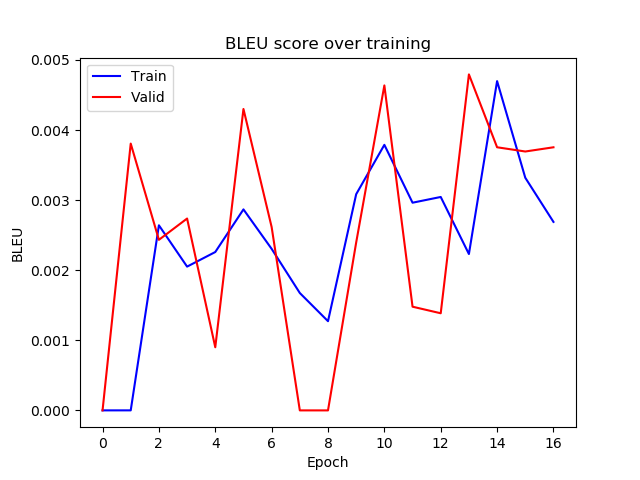 BLEU score over training
Train
Valid
0.005
0.004
0.003
0.002
0.001
0.000
BLEU
0 2 4 6 8 10 12 14 16
Epoch